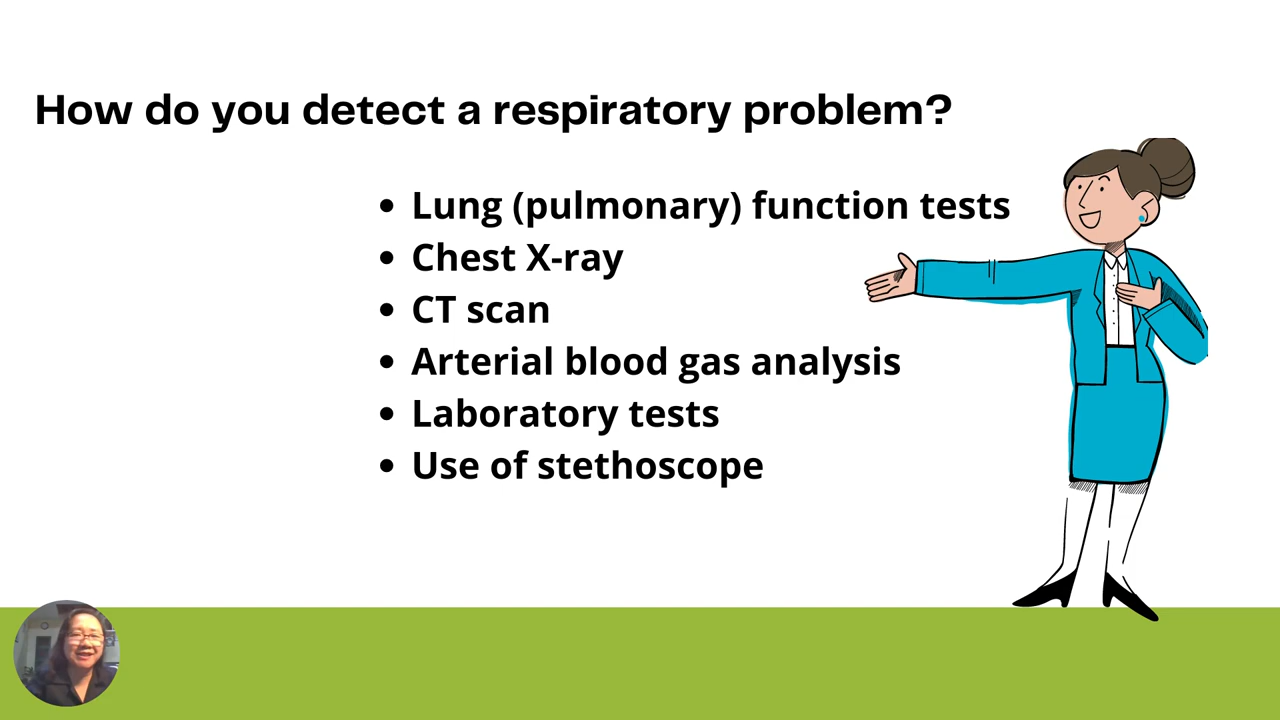 How do you detect a respiratory problem?
• Lung (pulmonary) function tests
• Chest X-ray
• CT scan
• Arterial blood gas analysis
• Laboratory tests
• Use of stethoscope